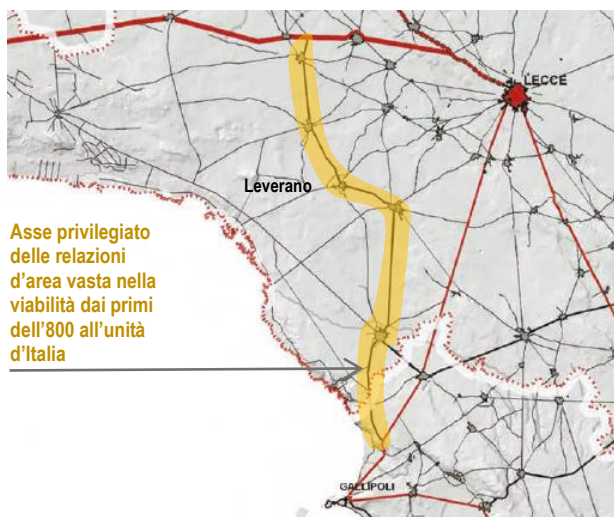 LECCE
Leverano
Asse privilegiato
delle relazioni
d’area vasta nella
viabilità dai primi
dell’800 all’unità
d’Italia
GALLIPOLI